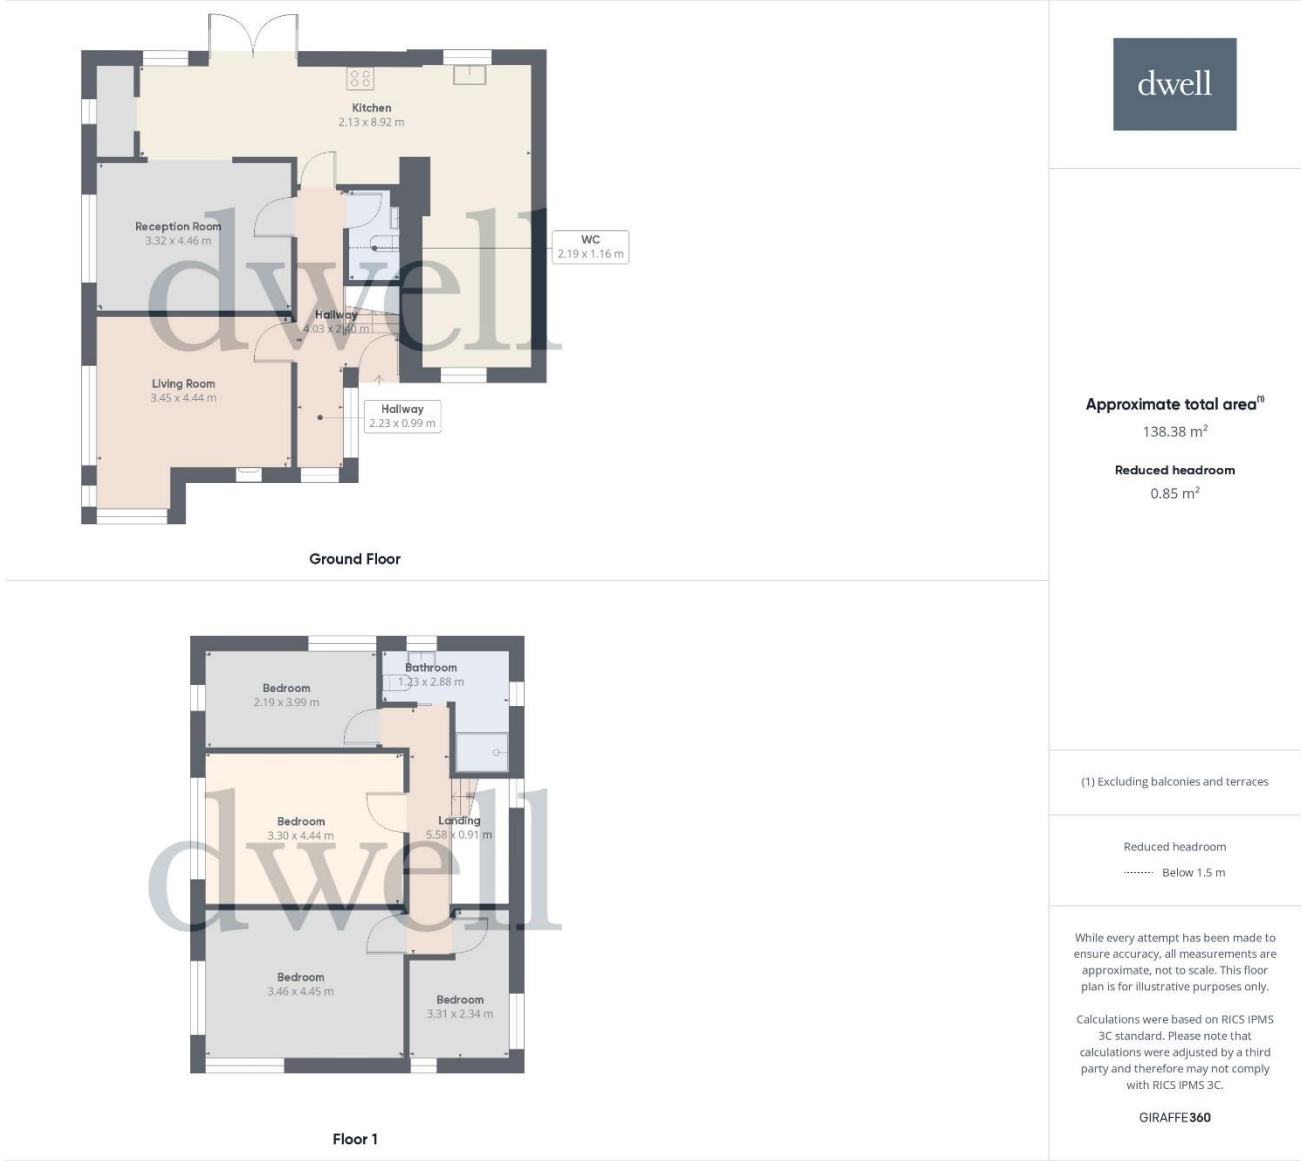 Kitchen
2.13 x 8.92 m
Reception Room
3.32 x 4.46 m
WC
2.19 x 1.16 m
Hallway
4.03 x 2.40 m
Living Room
3.45 x 4.44 m
Hallway
2.23 x 0.99 m
dwell
Ground Floor
Bathroom
1.23 x 2.88 m
Bedroom
2.19 x 3.99 m
Bedroom
3.30 x 4.44 m
Landing
5.58 x 0.91 m
Bedroom
3.46 x 4.45 m
Bedroom
3.31 x 2.34 m
dwell
Floor 1
dwell
Approximate total area(1)
138.38 m²
Reduced headroom
0.85 m²
(1) Excluding balconies and terraces
Reduced headroom
Below 1.5 m
While every attempt has been made to
ensure accuracy, all measurements are
approximate, not to scale. This floor
plan is for illustrative purposes only.
Calculations were based on RICS IPMS
3C standard. Please note that
calculations were adjusted by a third
party and therefore may not comply
with RICS IPMS 3C.
GIRAFFE360